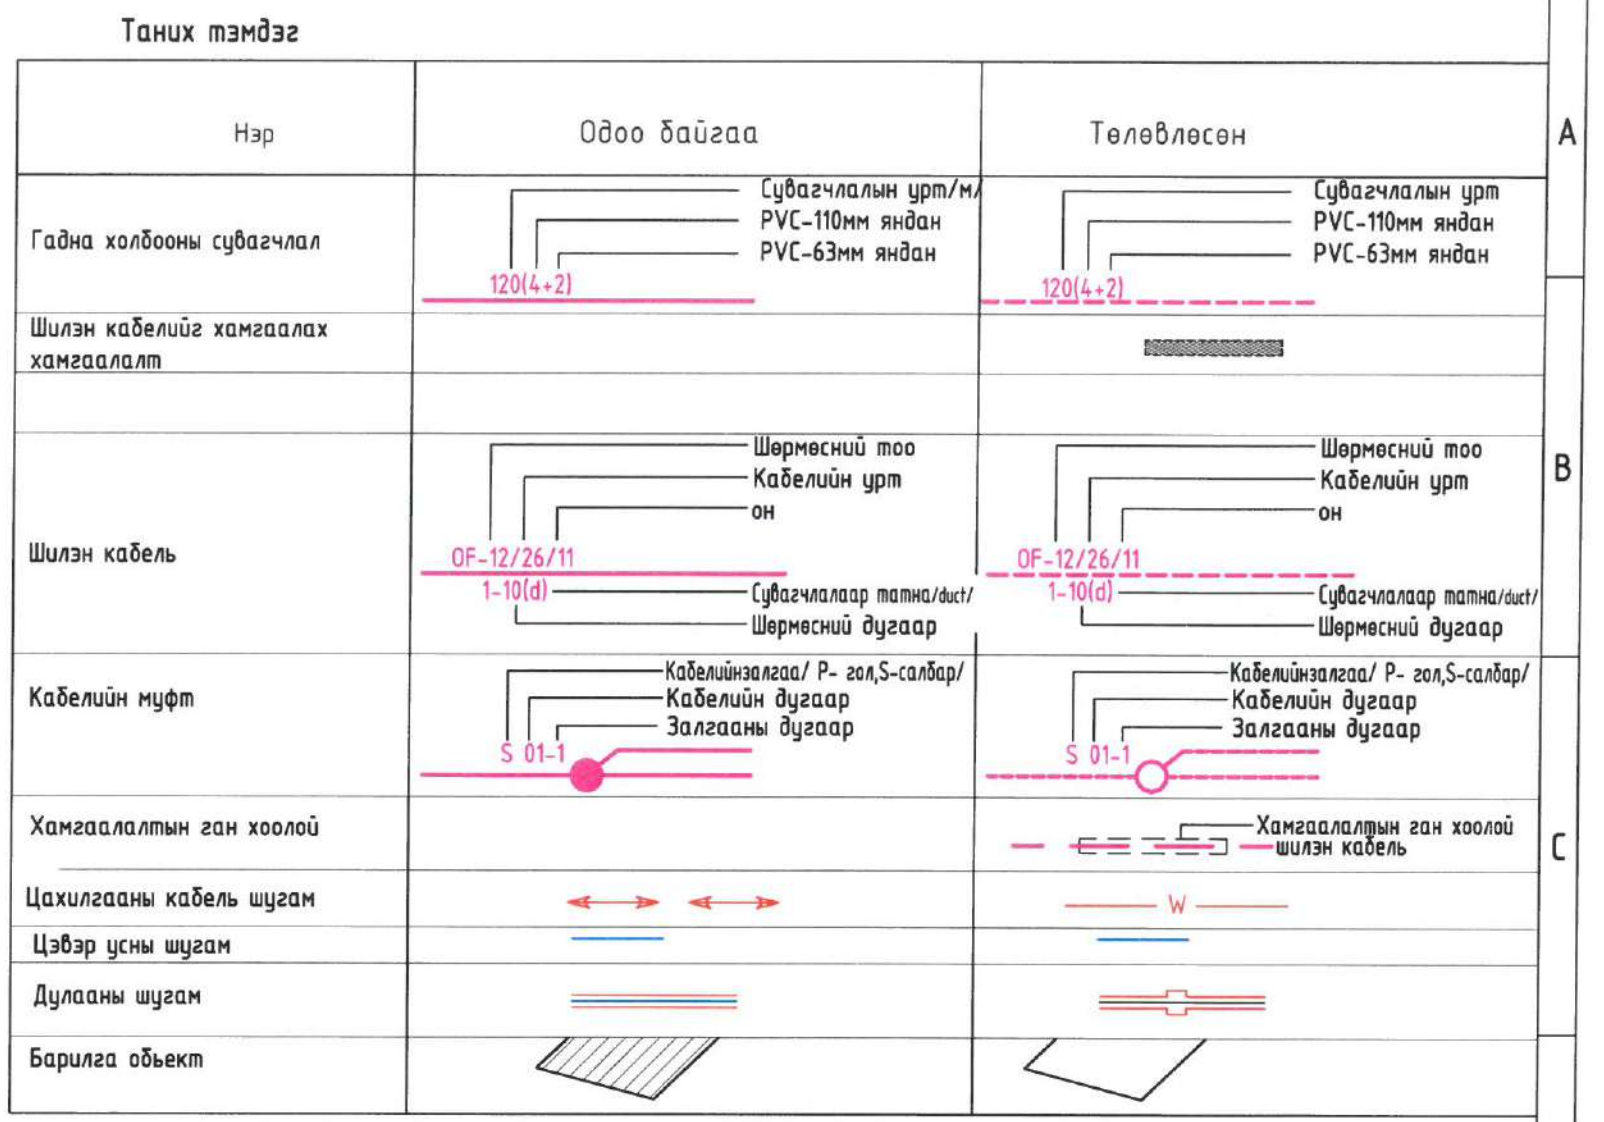 Таних тэмдэг
Нэр
Одоо байгаа
Төлөвлөсөн
A
Гадна холбооны сувагчлал
Сувагчлалын урт/м/
PVC-110мм яндан
PVC-63мм яндан
120(4+2)
Сувагчлалын урт
PVC-110мм яндан
PVC-63мм яндан
120(4+2)
Шилэн кабелийг хамгаалах
хамгаалалт
B
Шилэн кабель
Шөрмөсний тоо
Кабелийн урт
он
OF-12/26/11
1-10(d)
Сувагчлалаар татна/duct/
Шөрмөсний дугаар
Шөрмөсний тоо
Кабелийн урт
он
OF-12/26/11
1-10(d)
Сувагчлалаар татна/duct/
Шөрмөсний дугаар
Кабелийн муфт
Кабелийнзалгаа/ P- гол,S-салбар/
Кабелийн дугаар
Залгааны дугаар
S 01-1
Кабелийнзалгаа/ P- гол,S-салбар/
Кабелийн дугаар
Залгааны дугаар
S 01-1
Хамгаалалтын ган хоолой
Хамгаалалтын ган хоолой
шилэн кабель
C
Цахилгааны кабель шугам
W
Цэвэр усны шугам
Дулааны шугам
Барилга обьект